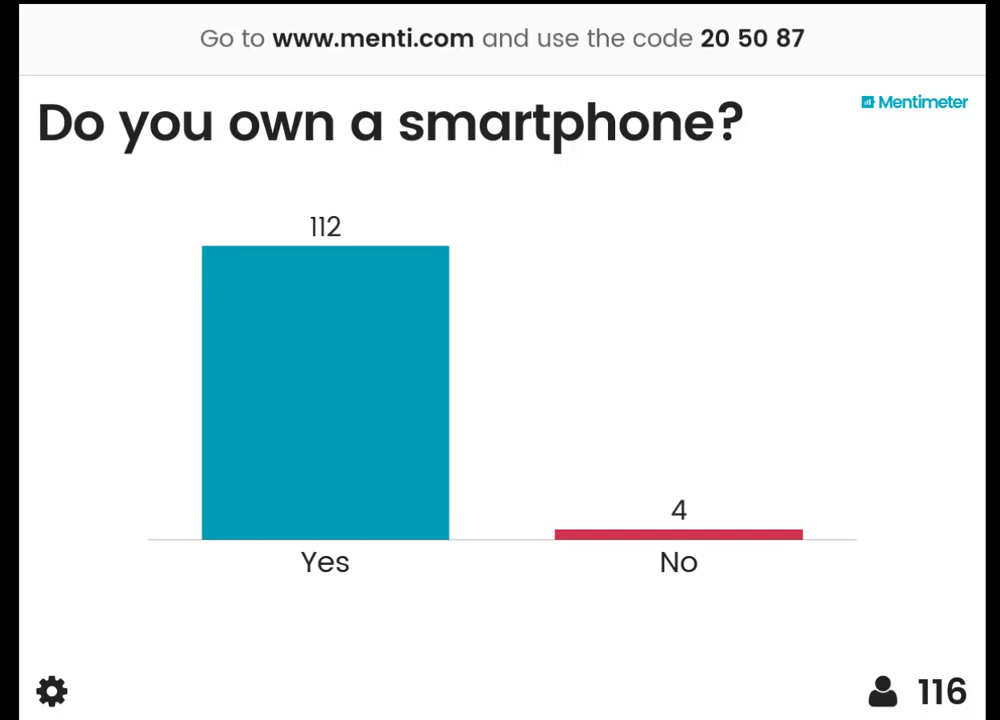 Go to www.menti.com and use the code 20 50 87
Mentimeter
Do you own a smartphone?
112
4
Yes
No
116